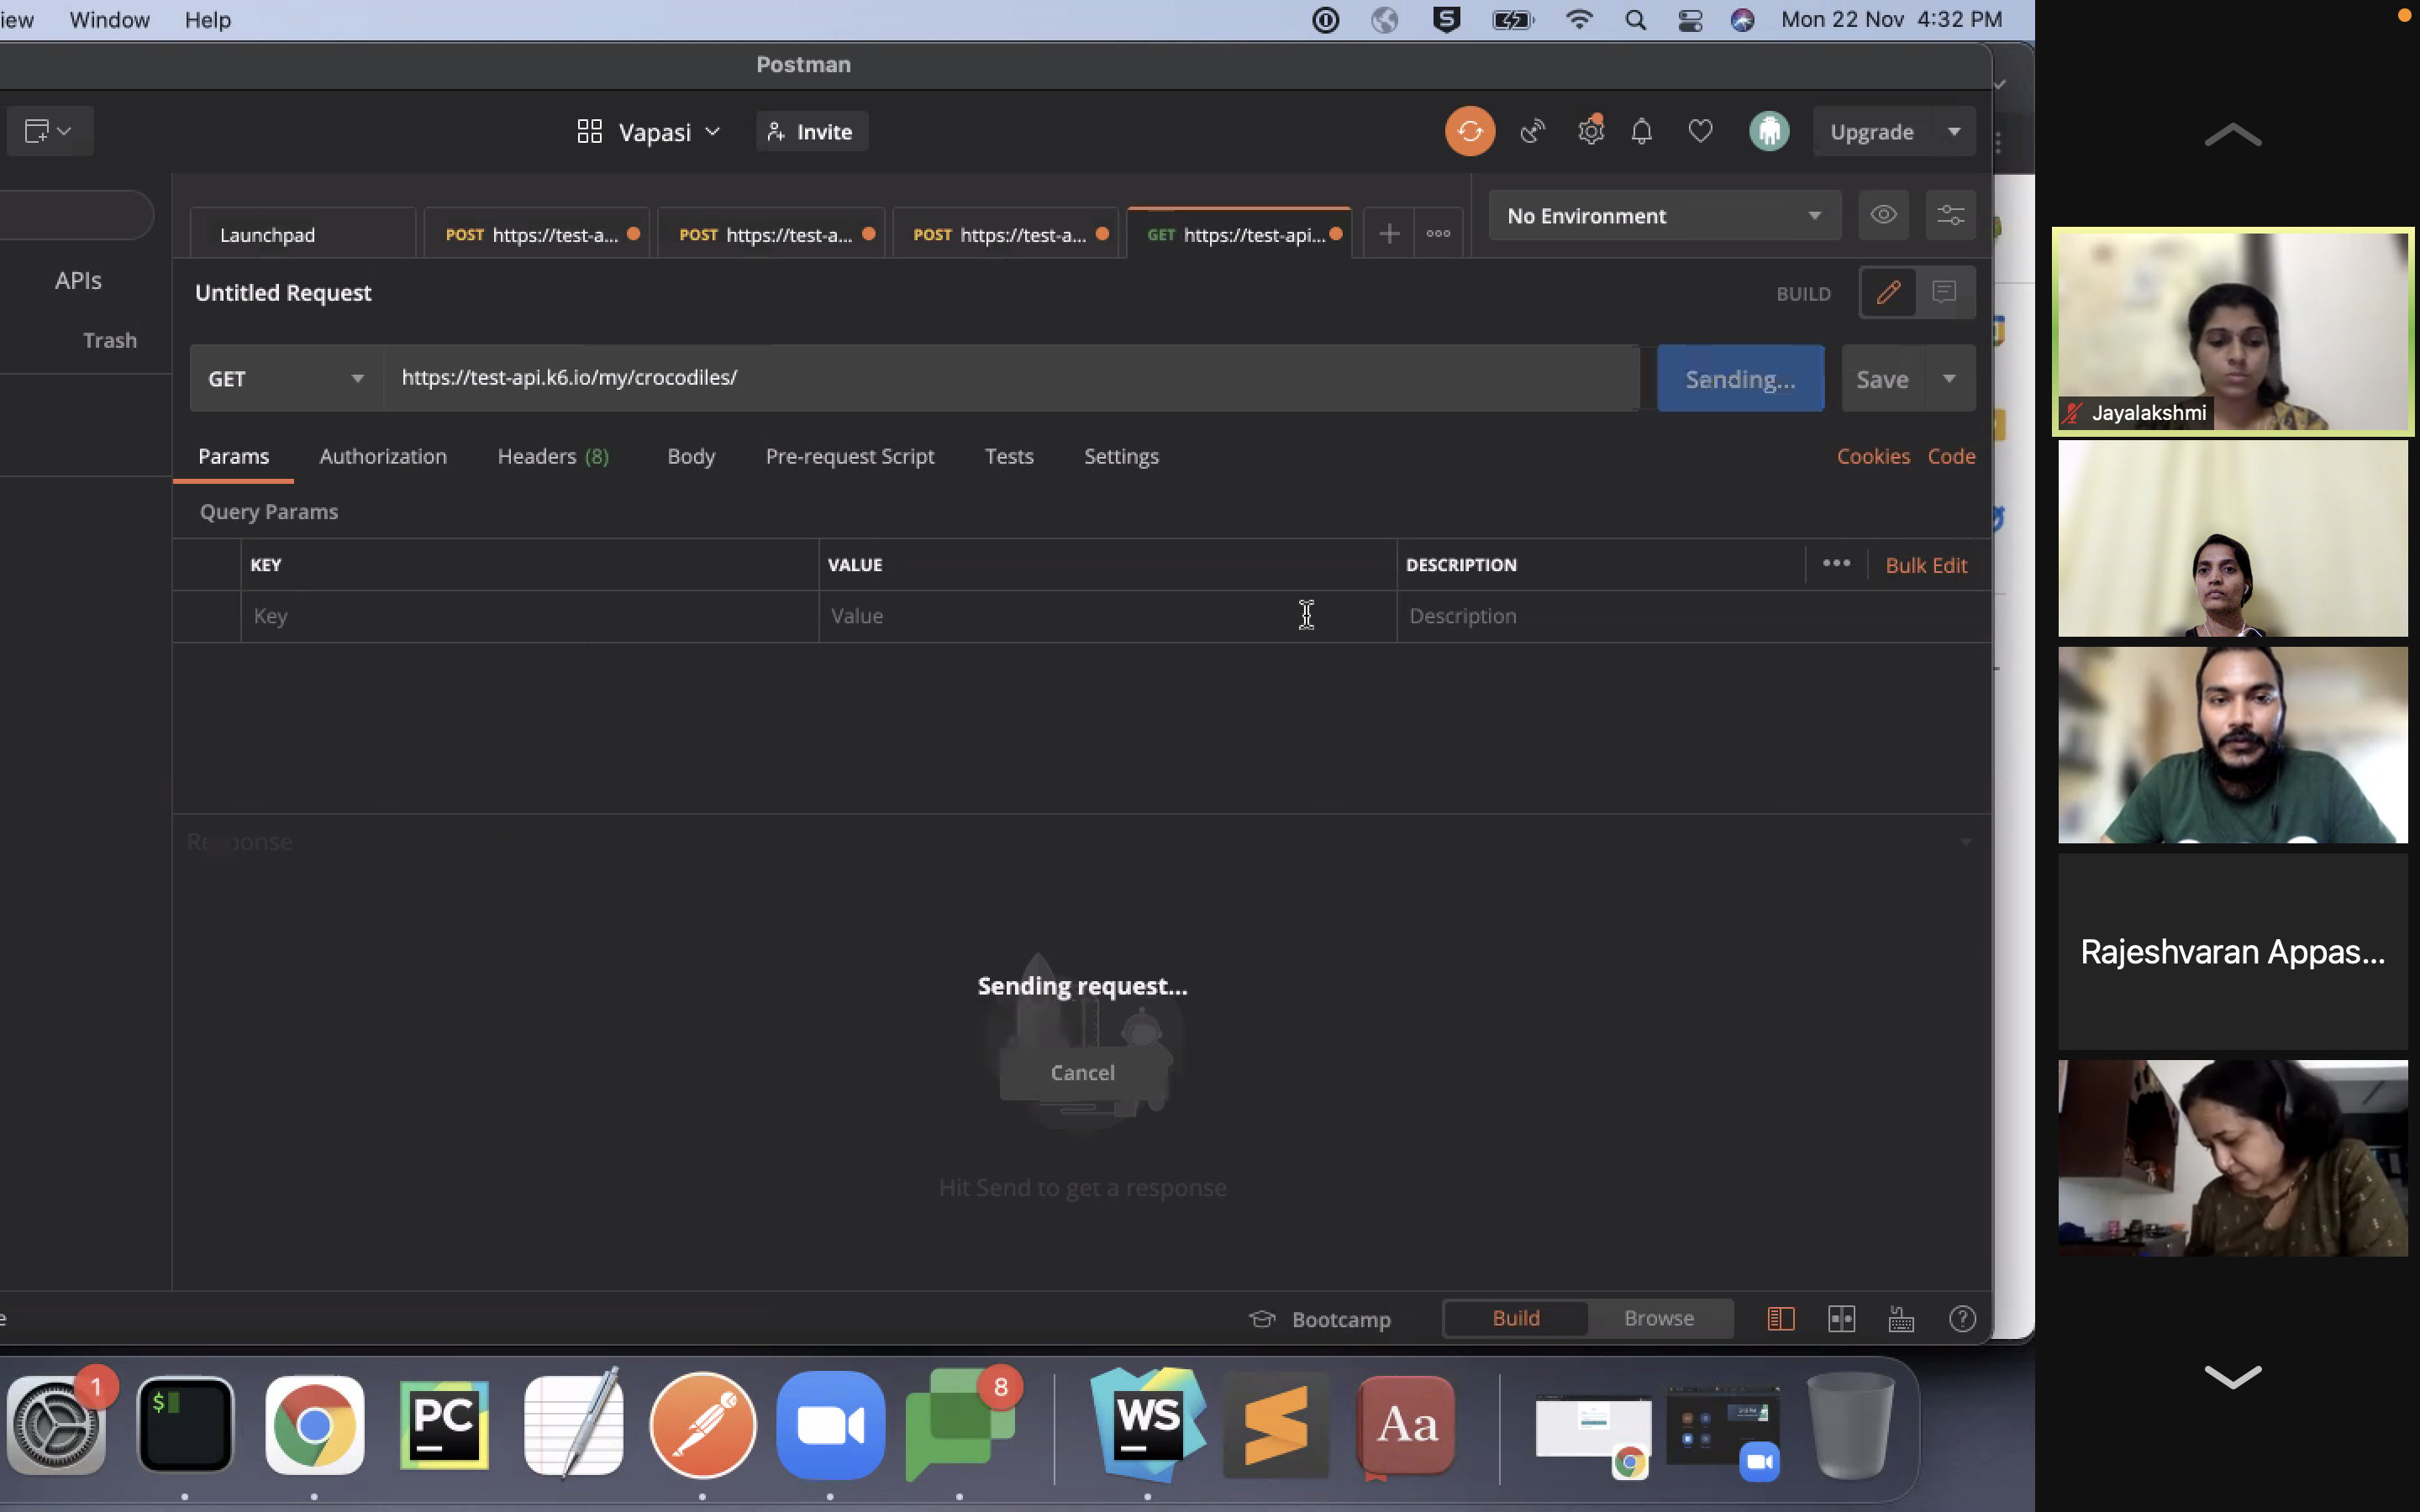 iew Window Help Mon 22 Nov 4:32 PM
Postman
Vapasi Invite Upgrade
Launchpad POST https://test-a... POST https://test-a... POST https://test-a... GET https://test-api... No Environment
APIs
Untitled Request BUILD
Trash
GET https://test-api.k6.io/my/crocodiles/ Sending... Save
Params Authorization Headers (8) Body Pre-request Script Tests Settings Cookies Code
Query Params
KEY VALUE DESCRIPTION Bulk Edit
Key Value Description
Response
Sending request...
Cancel
Hit Send to get a response
e Bootcamp Build Browse
1 $ PC 8 WS Aa
Jayalakshmi
Rajeshvaran Appas...